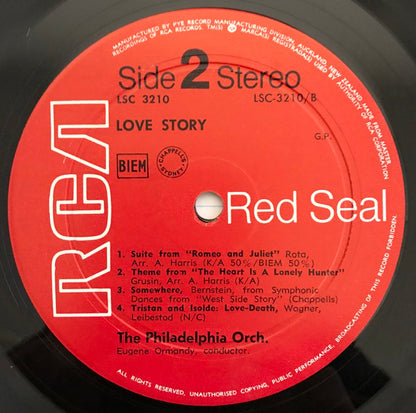 MANUFACTURED BY PYE RECORD MANUFACTURING DIVISION, AUCKLAND, NEW ZEALAND, MADE FROM MASTER
OF RCA RECORDS. TM(S) ® MARCA(S) REGISTRADA(S) USED BY AUTHORITY
OF RCA CORPORATION
Side 2 Stereo
LSC 3210 LSC-3210/B
LOVE STORY
G.P.
BIEM CHAPPELLS SYDNEY
RCA
Red Seal
1. Suite from "Romeo and Juliet" Rota,
Arr. A. Harris (K/A 50%/BIEM 50%)
2. Theme from "The Heart Is A Lonely Hunter"
Grusin, Arr. A. Harris (K/A)
3. Somewhere, Bernstein, from Symphonic
Dances from "West Side Story" (Chappells)
4. Tristan and Isolde: Love-Death, Wagner,
Leibestod (N/C)
The Philadelphia Orch.
Eugene Ormandy, conductor.
ALL RIGHTS RESERVED, UNAUTHORISED COPYING, PUBLIC PERFORMANCE, BROADCASTING OF THIS RECORD FORBIDDEN.